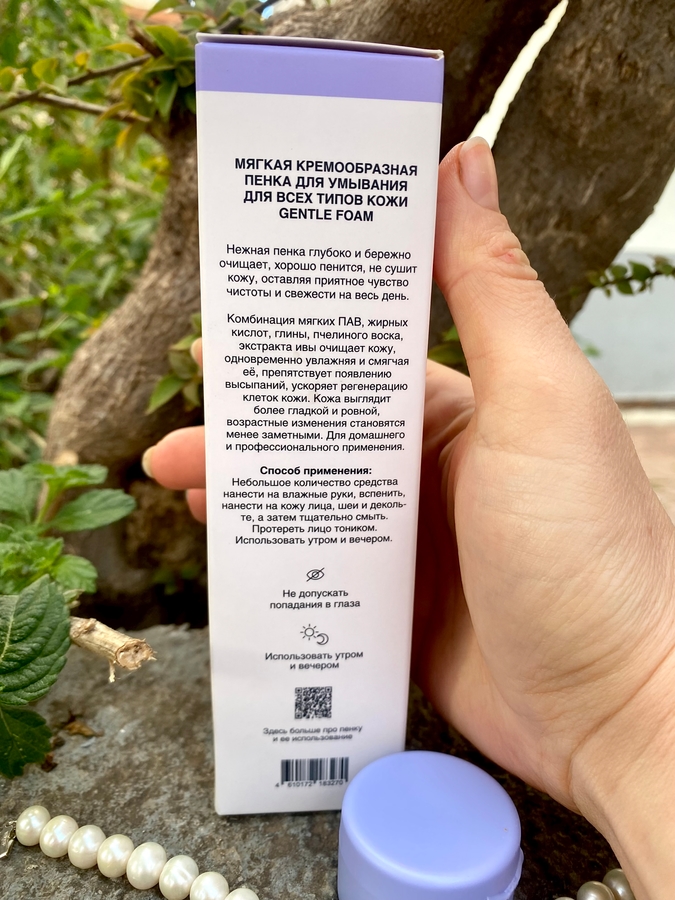 МЯГКАЯ КРЕМООБРАЗНАЯ
ПЕНКА ДЛЯ УМЫВАНИЯ
ДЛЯ ВСЕХ ТИПОВ КОЖИ
GENTLE FOAM
Нежная пенка глубоко и бережно
очищает, хорошо пенится, не сушит
кожу, оставляя приятное чувство
чистоты и свежести на весь день.
Комбинация мягких ПАВ, жирных
кислот, глины, пчелиного воска,
экстракта ивы очищает кожу,
одновременно увлажняя и смягчая
её, препятствует появлению
высыпаний, ускоряет регенерацию
клеток кожи. Кожа выглядит
более гладкой и ровной,
возрастные изменения становятся
менее заметными. Для домашнего
и профессионального применения.
Способ применения:
Небольшое количество средства
нанести на влажные руки, вспенить,
нанести на кожу лица, шеи и деколь-
те, а затем тщательно смыть.
Протереть лицо тоником.
Использовать утром и вечером.
Не допускать
попадания в глаза
Использовать утром
и вечером
Здесь больше про пенку
и ее использование
4 610172 183270